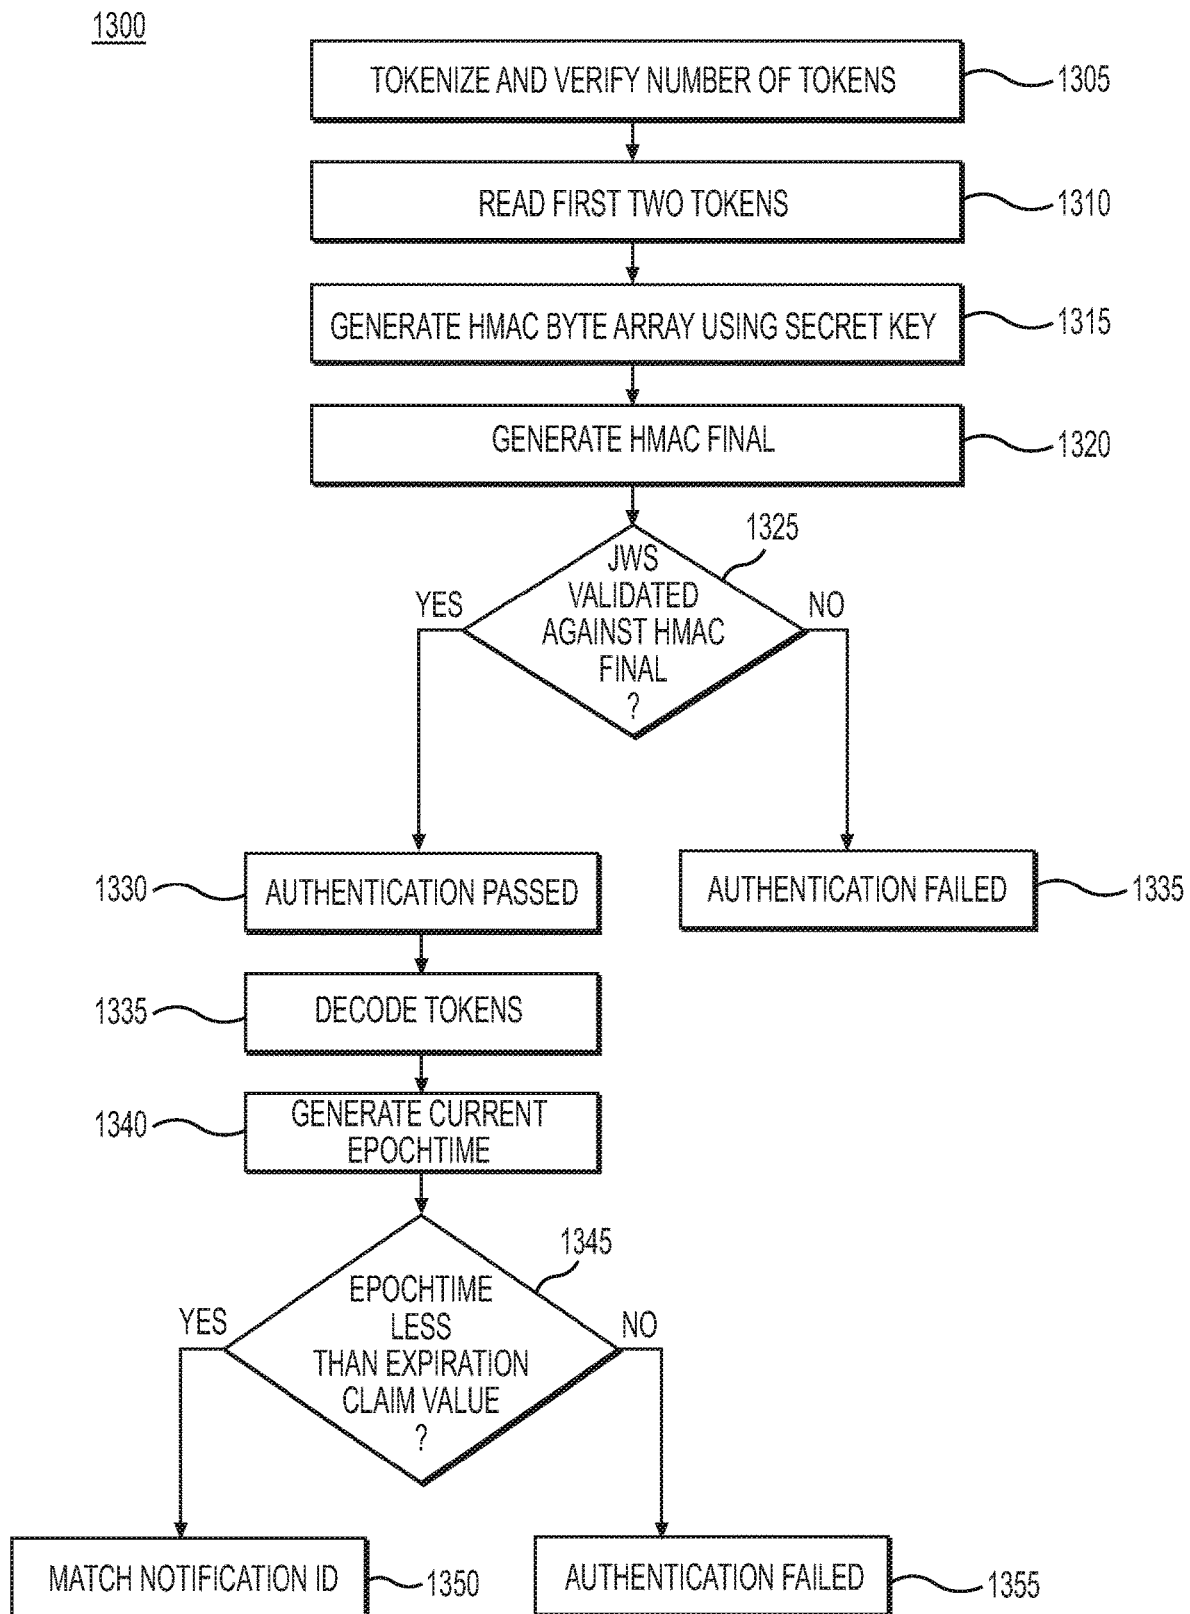 1300
TOKENIZE AND VERIFY NUMBER OF TOKENS
1305
READ FIRST TWO TOKENS
1310
GENERATE HMAC BYTE ARRAY USING SECRET KEY
1315
GENERATE HMAC FINAL
1320
1325
JWS
VALIDATED
AGAINST HMAC
FINAL
?
YES
NO
1330
AUTHENTICATION PASSED
AUTHENTICATION FAILED
1335
1335
DECODE TOKENS
1340
GENERATE CURRENT
EPOCHTIME
1345
EPOCHTIME
LESS
THAN EXPIRATION
CLAIM VALUE
?
YES
NO
MATCH NOTIFICATION ID
1350
AUTHENTICATION FAILED
1355